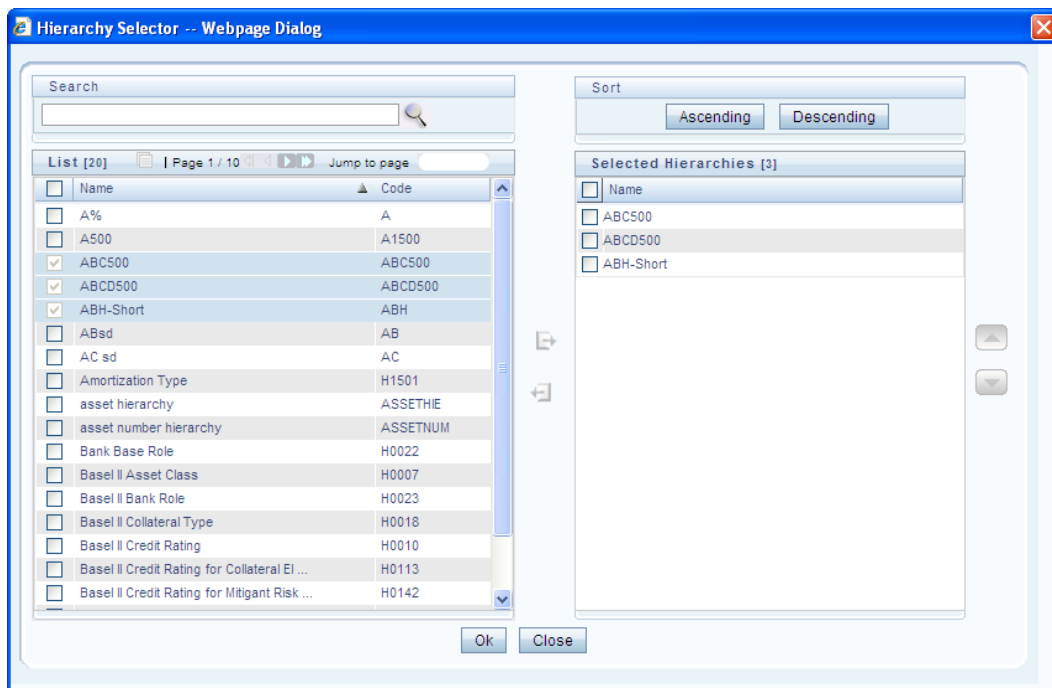 Hierarchy Selector -- Webpage Dialog
Search
List [20] | Page 1 / 10 Jump to page
Name Code
A% A
A500 A1500
ABC500 ABC500
ABCD500 ABCD500
ABH-Short ABH
ABsd AB
AC sd AC
Amortization Type H1501
asset hierarchy ASSETHIE
asset number hierarchy ASSETNUM
Bank Base Role H0022
Basel II Asset Class H0007
Basel II Bank Role H0023
Basel II Collateral Type H0018
Basel II Credit Rating H0010
Basel II Credit Rating for Collateral El ... H0113
Basel II Credit Rating for Mitigant Risk ... H0142
Sort
Ascending Descending
Selected Hierarchies [3]
Name
ABC500
ABCD500
ABH-Short
Ok Close